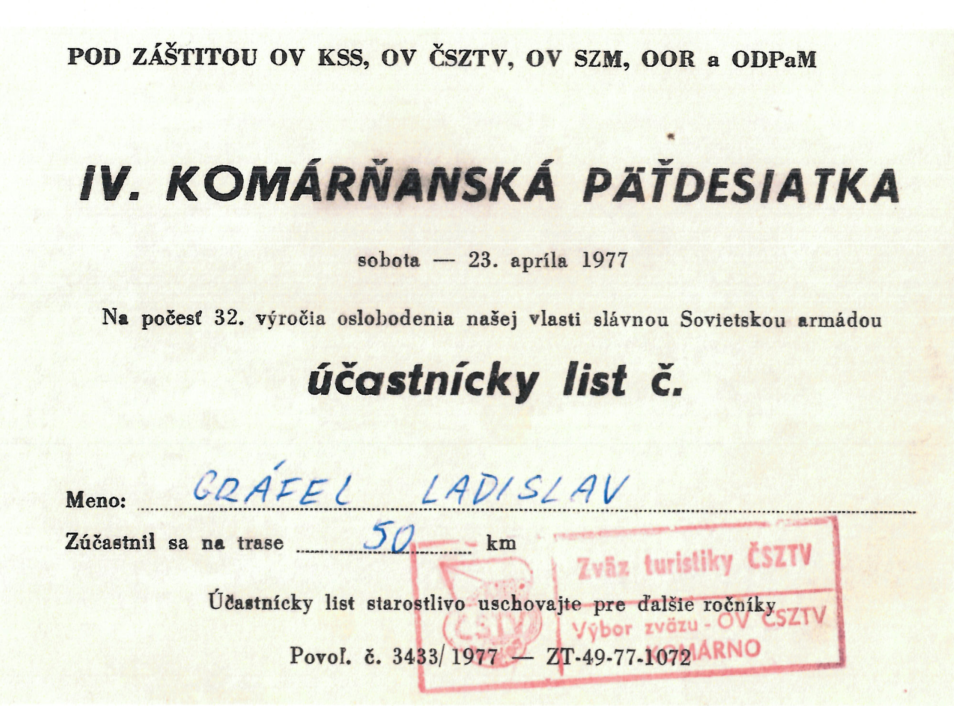 POD ZÁŠTITOU OV KSS, OV ČSZTV, OV SZM, OOR a ODPaM
IV. KOMÁRŇANSKÁ PÄŤDESIATKA
sobota — 23. apríla 1977
Na počesť 32. výročia oslobodenia našej vlasti slávnou Sovietskou armádou
účastnícky list č.
Meno: GRÁFEL LADISLAV
Zúčastnil sa na trase 50 km
Zväz turistiky ČSZTV
Účastnícky list starostlivo uschovajte pre ďalšie ročníky
ČSTV
Výbor zväzu - OV ČSZTV
KOMÁRNO
Povoľ. č. 3433/1977 — ZT-49-77-1072